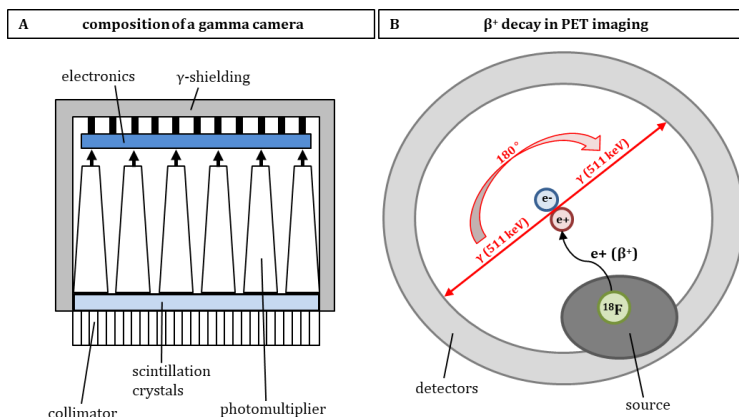 A
composition of a gamma camera
B
β⁺ decay in PET imaging
electronics
γ-shielding
scintillation
crystals
collimator
photomultiplier
180°
γ (511 keV)
γ (511 keV)
e-
e+
e+ (β⁺)
¹⁸F
detectors
source